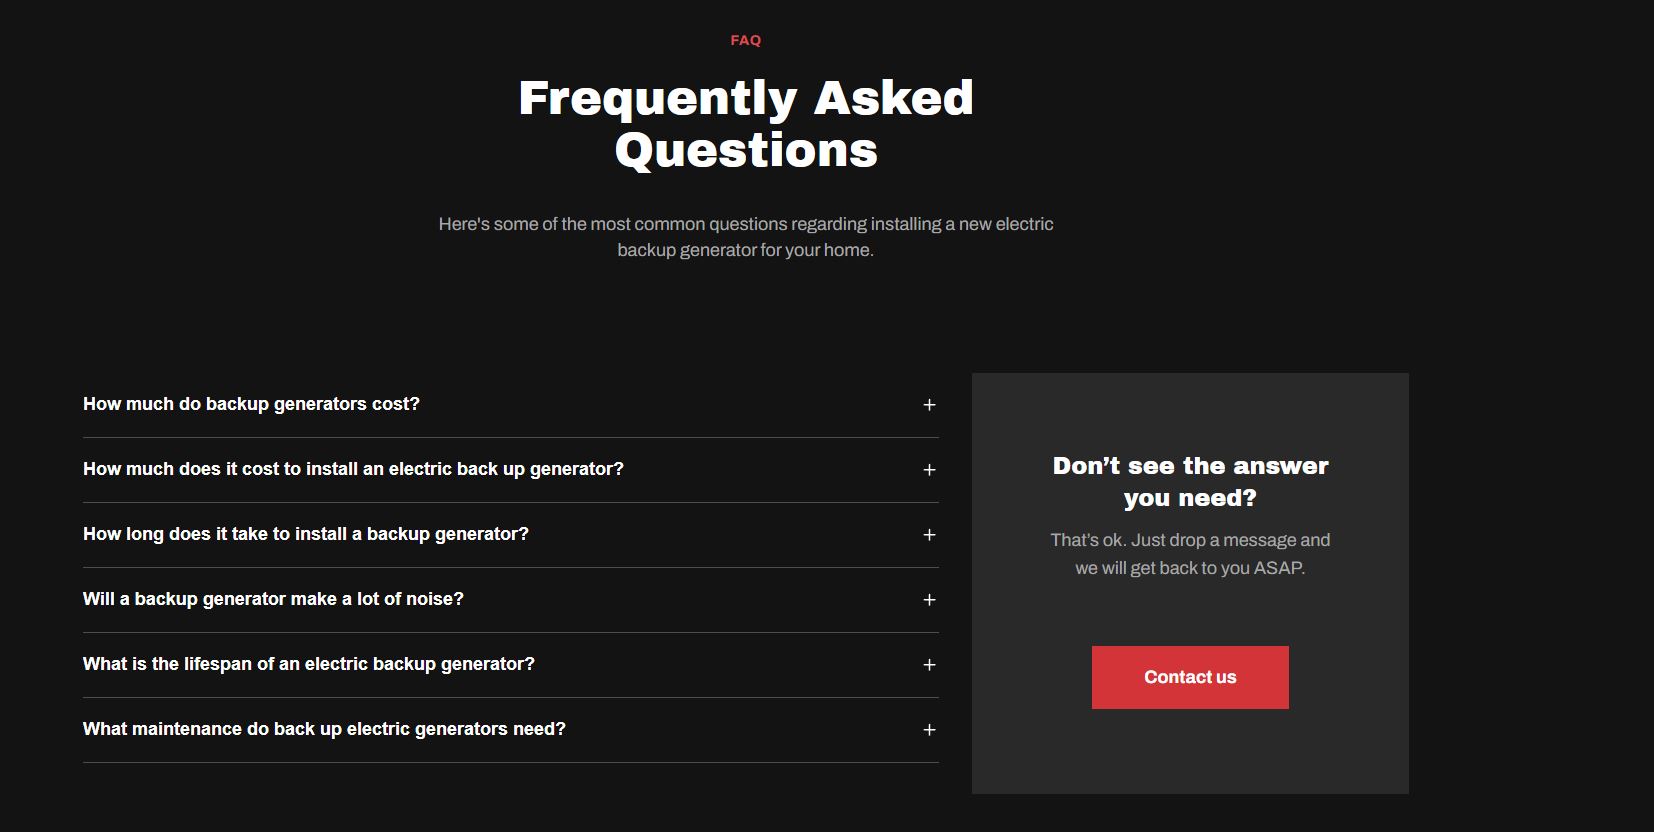 FAQ
Frequently Asked
Questions
Here's some of the most common questions regarding installing a new electric
backup generator for your home.
How much do backup generators cost?
How much does it cost to install an electric back up generator?
How long does it take to install a backup generator?
Will a backup generator make a lot of noise?
What is the lifespan of an electric backup generator?
What maintenance do back up electric generators need?
Don’t see the answer
you need?
That’s ok. Just drop a message and
we will get back to you ASAP.
Contact us